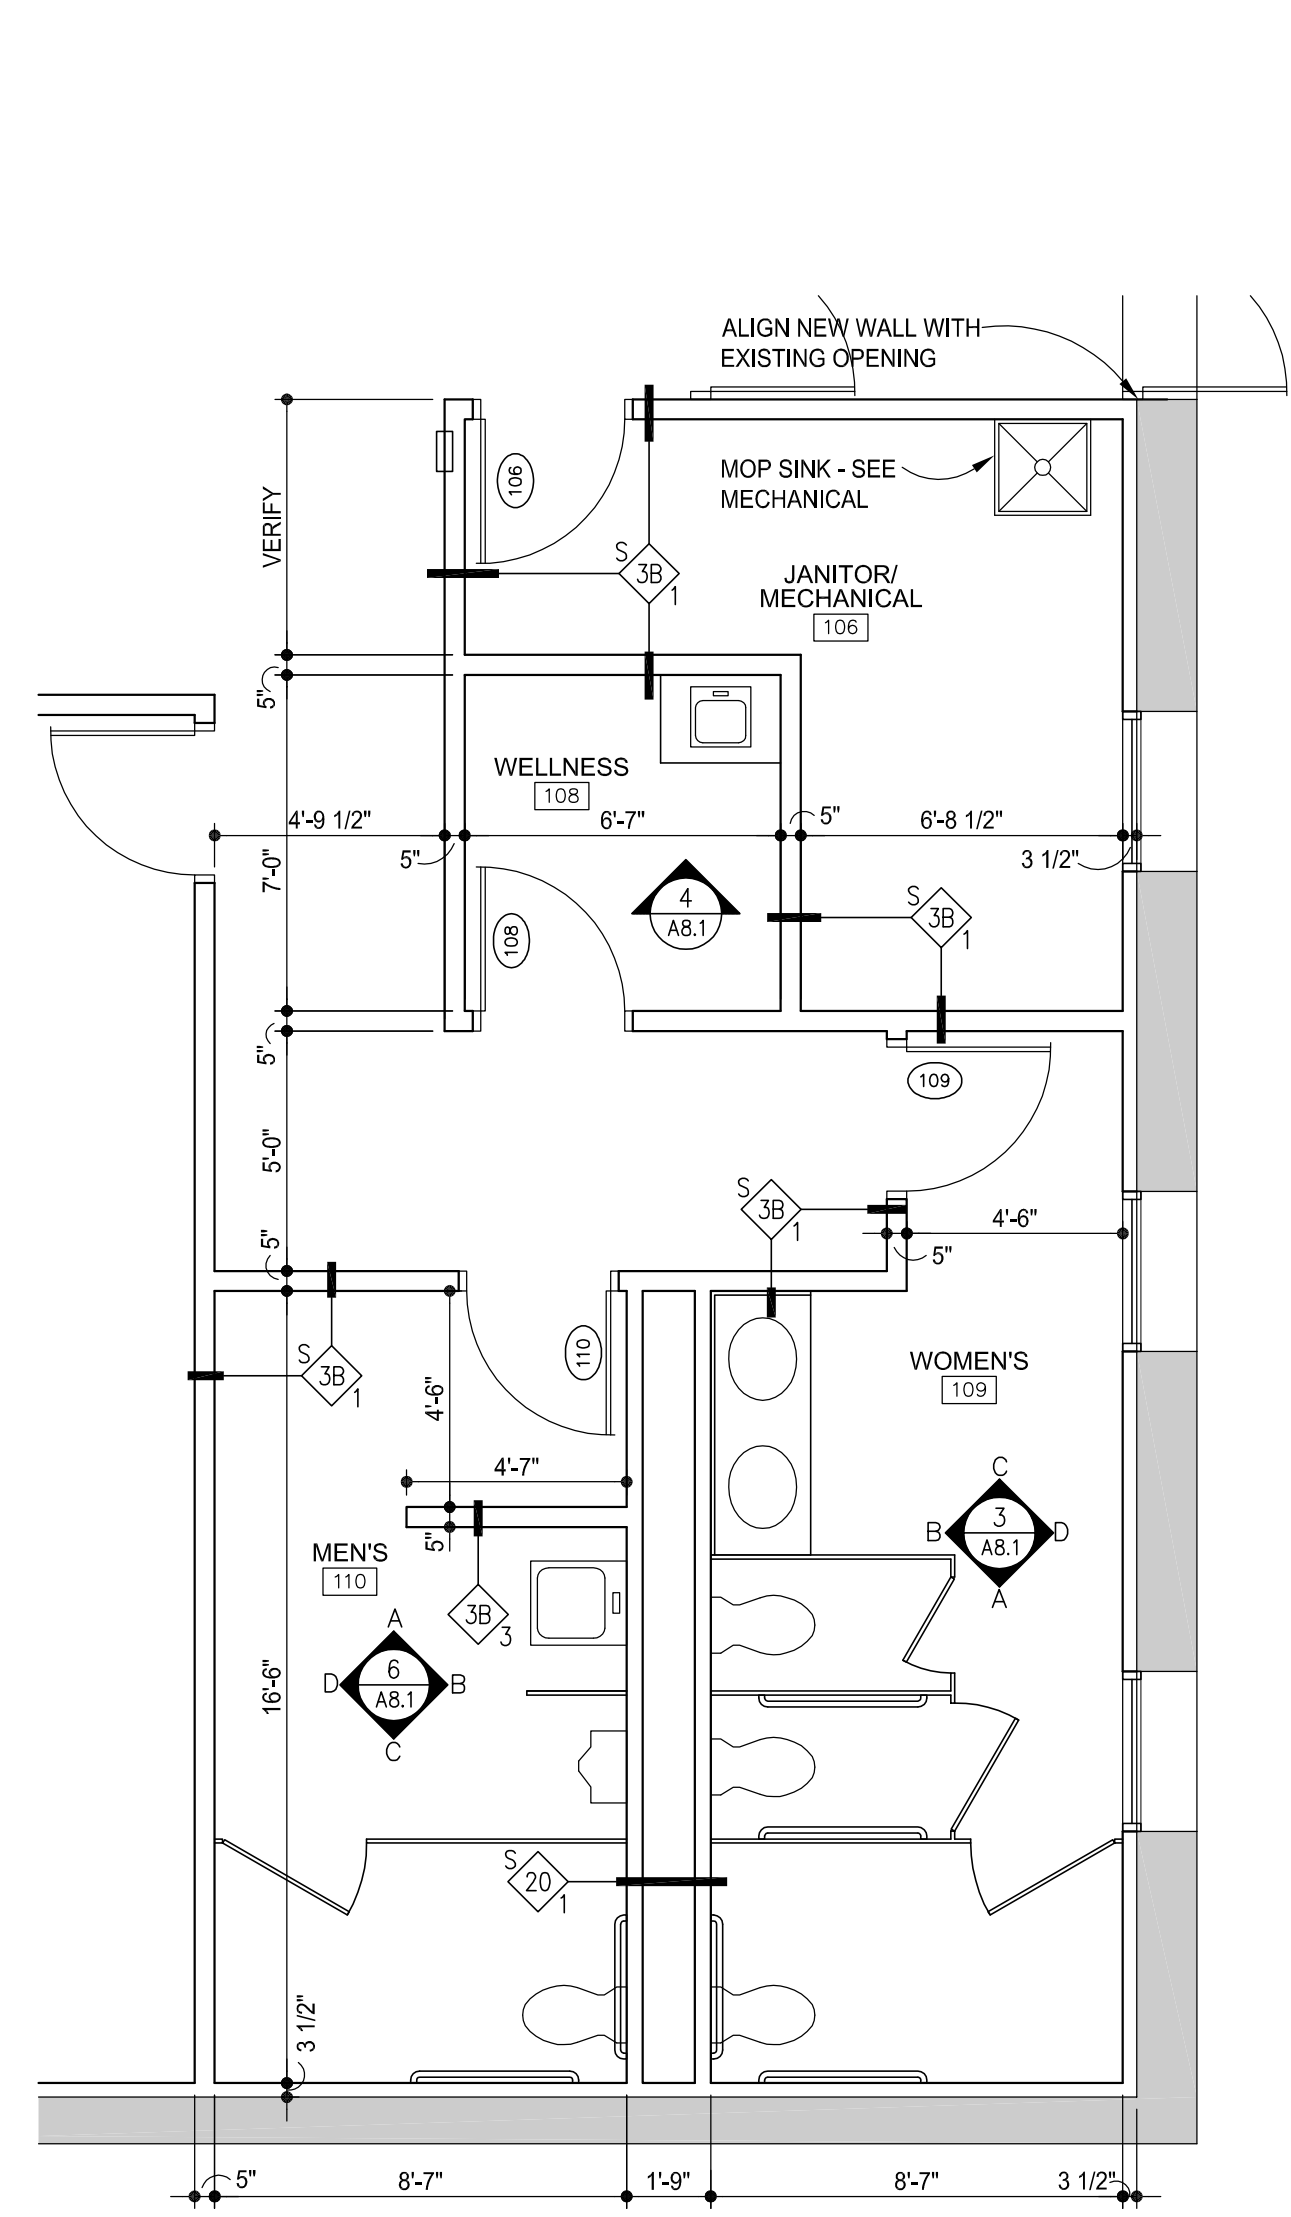 ALIGN NEW WALL WITH
EXISTING OPENING
106
MOP SINK - SEE
MECHANICAL
VERIFY
S
3B
1
JANITOR/
MECHANICAL
106
5"
WELLNESS
108
4'-9 1/2"
6'-7"
5"
6'-8 1/2"
5"
3 1/2"
7'-0"
4
A8.1
S
3B
1
108
5"
109
5'-0"
S
3B
1
4'-6"
5"
5"
110
S
3B
1
WOMEN'S
109
4'-6"
4'-7"
C
B
3
A8.1
D
A
5"
MEN'S
110
3B
3
A
D
6
A8.1
B
C
16'-6"
S
20
1
3 1/2"
5"
8'-7"
1'-9"
8'-7"
3 1/2"